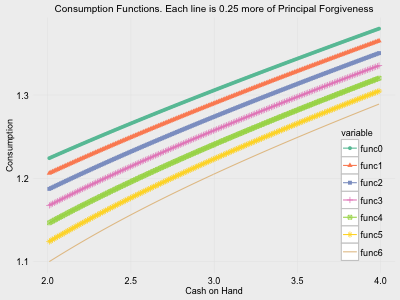 Consumption Functions. Each line is 0.25 more of Principal Forgiveness
Consumption
1.3
1.2
1.1
variable
func0
func1
func2
func3
func4
func5
func6
2.0 2.5 3.0 3.5 4.0
Cash on Hand